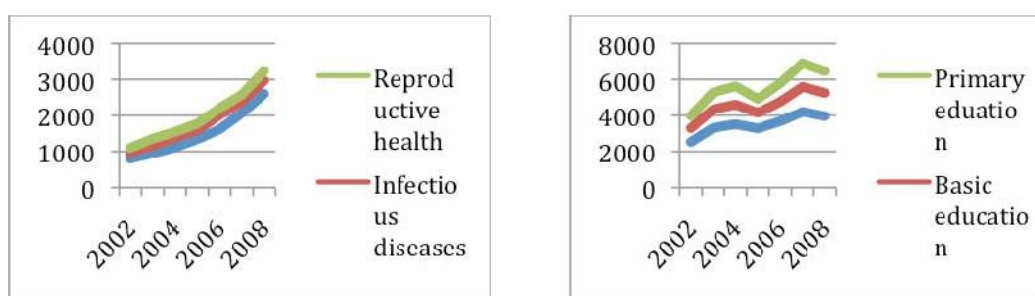 4000
3000
2000
1000
0
2002
2004
2006
2008
Reprod
uctive
health
Infectio
us
diseases
8000
6000
4000
2000
0
2002
2004
2006
2008
Primary
eduatio
n
Basic
educatio
n